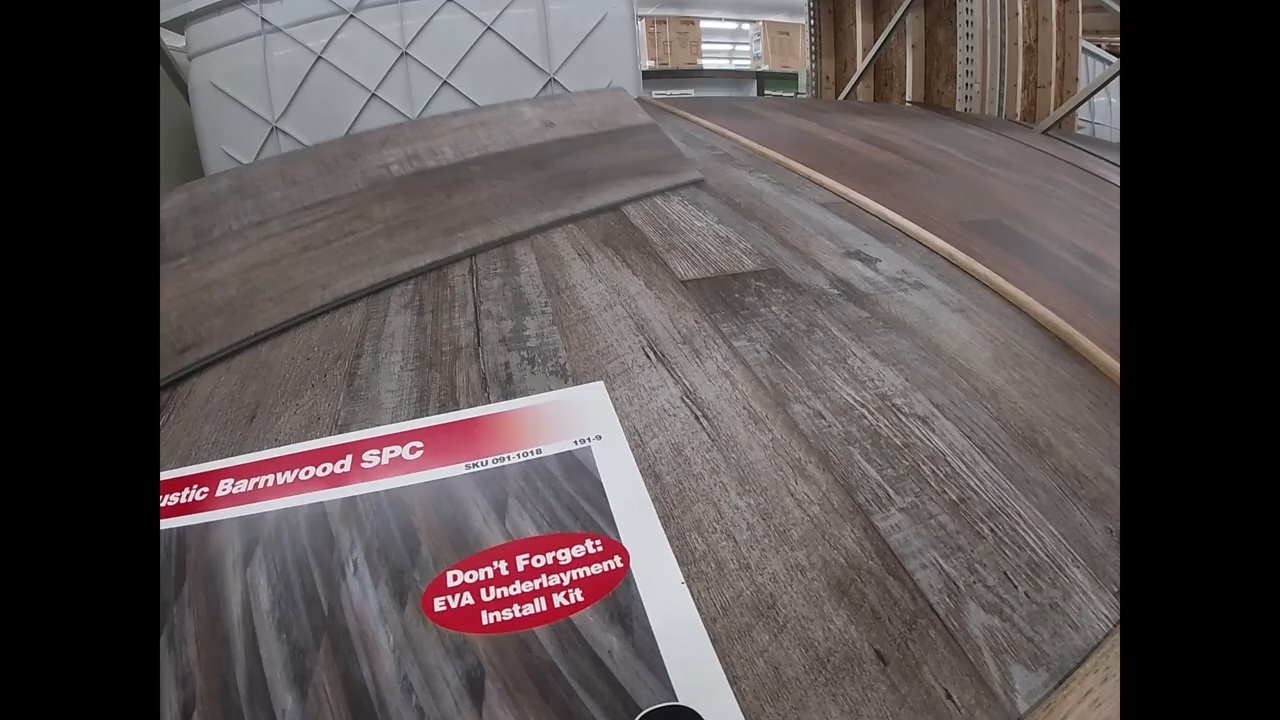 ustic Barnwood SPC
SKU 091-1018
191-9
Don't Forget:
EVA Underlayment
Install Kit